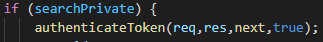 if (searchPrivate) {
    authenticateToken(req,res,next,true);